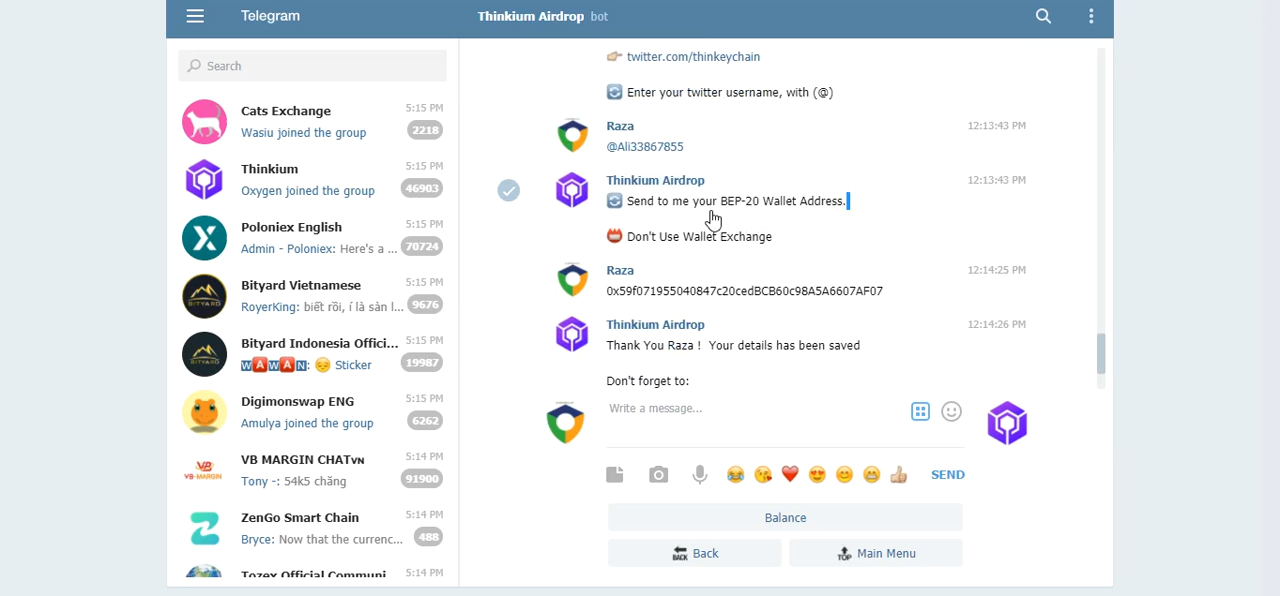 Telegram
Thinkium Airdrop bot
Search
Cats Exchange 5:15 PM
Wasiu joined the group 2218
Thinkium 5:15 PM
Oxygen joined the group 46903
Poloniex English 5:15 PM
Admin - Poloniex: Here's a ... 70724
Bityard Vietnamese 5:15 PM
RoyerKing: biết rồi, í là sàn l... 9676
Bityard Indonesia Offici... 5:15 PM
WAWAN: 😔 Sticker 19987
Digimonswap ENG 5:15 PM
Amulya joined the group 6262
VB MARGIN CHATVN 5:14 PM
VB-MARGIN
Tony -: 54k5 chăng 91900
ZenGo Smart Chain 5:14 PM
Bryce: Now that the currenc... 488
Tozex Official Communi 5:14 PM
👉 twitter.com/thinkeychain
🔄 Enter your twitter username, with (@)
Raza 12:13:43 PM
@Ali33867855
Thinkium Airdrop 12:13:43 PM
🔄 Send to me your BEP-20 Wallet Address.
📛 Don't Use Wallet Exchange
Raza 12:14:25 PM
0x59f071955040847c20cedBCB60c98A5A6607AF07
Thinkium Airdrop 12:14:26 PM
Thank You Raza ! Your details has been saved
Don't forget to:
Write a message...
SEND
Balance
BACK Back
TOP Main Menu